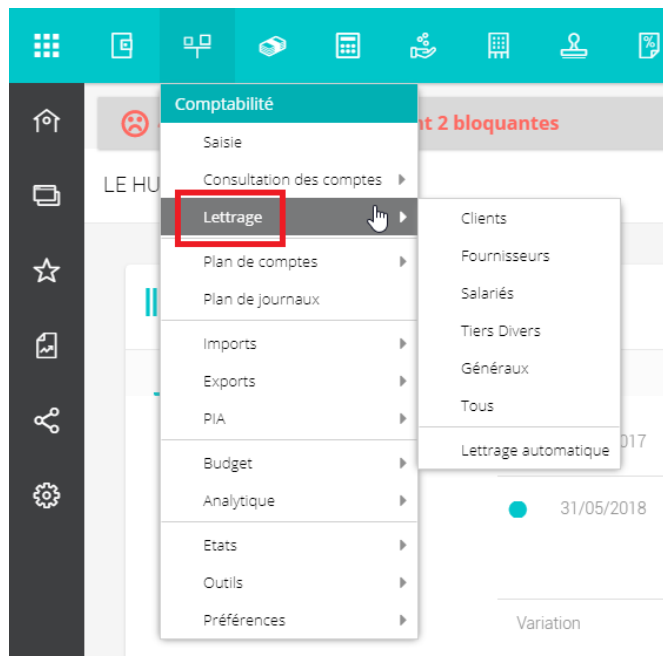 Comptabilité
nt 2 bloquantes
Saisie
LE HU
Consultation des comptes
Lettrage
Clients
Fournisseurs
Salariés
Tiers Divers
Généraux
Tous
Lettrage automatique
Plan de comptes
Plan de journaux
Imports
Exports
PIA
Budget
Analytique
Etats
Outils
Préférences
017
31/05/2018
Variation